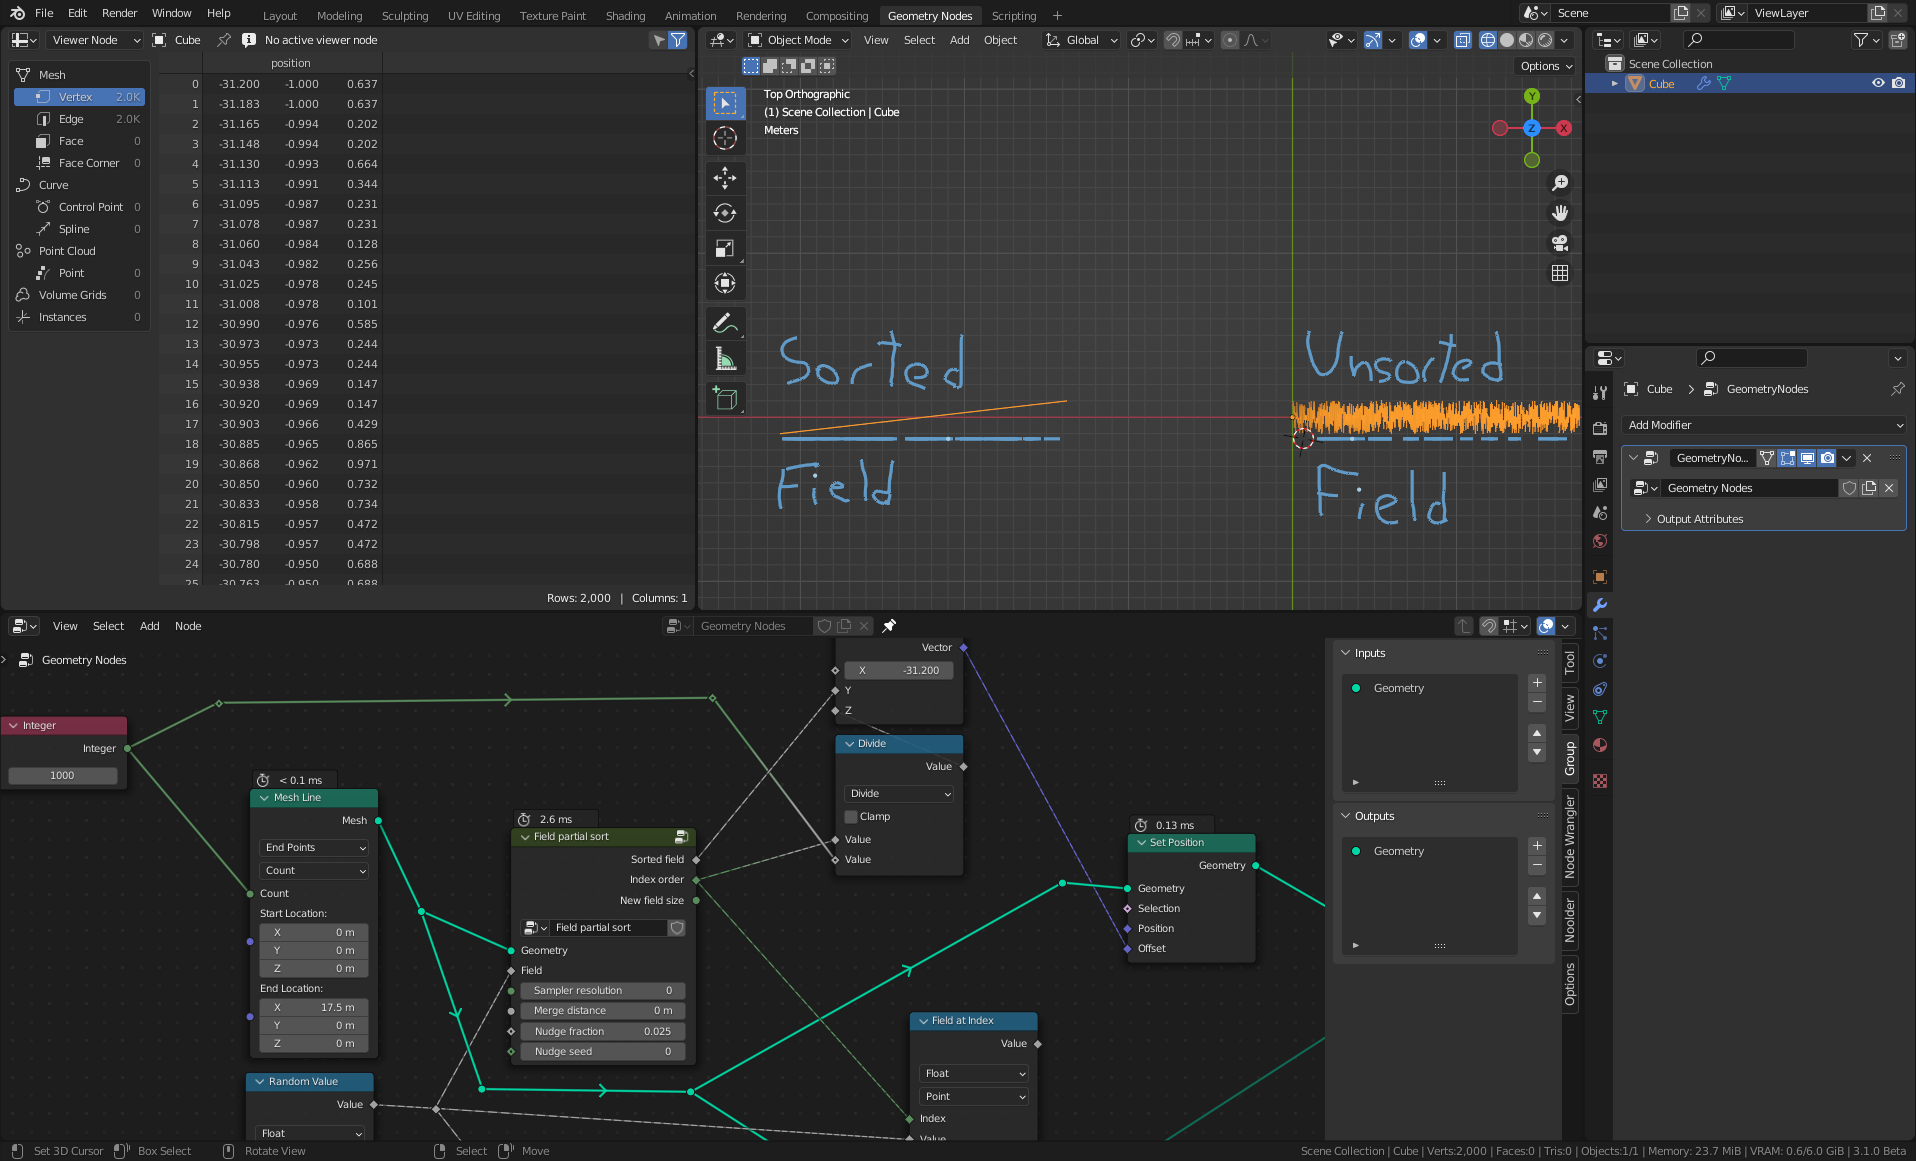 File Edit Render Window Help Layout Modeling Sculpting UV Editing Texture Paint Shading Animation Rendering Compositing Geometry Nodes Scripting + Scene ViewLayer
Viewer Node Cube No active viewer node
position
Mesh
Vertex 2.0K
Edge 2.0K
Face 0
Face Corner 0
Curve
Control Point 0
Spline 0
Point Cloud
Point 0
Volume Grids 0
Instances 0
0 -31.200 -1.000 0.637
1 -31.183 -1.000 0.637
2 -31.165 -0.994 0.202
3 -31.148 -0.994 0.202
4 -31.130 -0.993 0.664
5 -31.113 -0.991 0.344
6 -31.095 -0.987 0.231
7 -31.078 -0.987 0.231
8 -31.060 -0.984 0.128
9 -31.043 -0.982 0.256
10 -31.025 -0.978 0.245
11 -31.008 -0.978 0.101
12 -30.990 -0.976 0.585
13 -30.973 -0.973 0.244
14 -30.955 -0.973 0.244
15 -30.938 -0.969 0.147
16 -30.920 -0.969 0.147
17 -30.903 -0.966 0.429
18 -30.885 -0.965 0.865
19 -30.868 -0.962 0.971
20 -30.850 -0.960 0.732
21 -30.833 -0.958 0.734
22 -30.815 -0.957 0.472
23 -30.798 -0.957 0.472
24 -30.780 -0.950 0.688
25 -30.763 -0.950 0.688
Rows: 2,000 | Columns: 1
Object Mode View Select Add Object Global
Options
Top Orthographic
(1) Scene Collection | Cube
Meters
Y
Z X
Sorted
Field
Unsorted
Field
Scene Collection
Cube
Cube > GeometryNodes
Add Modifier
GeometryNo...
Geometry Nodes
Output Attributes
View Select Add Node Geometry Nodes
Geometry Nodes
Integer
Integer
1000
< 0.1 ms
Mesh Line
Mesh
End Points
Count
Count
Start Location:
X 0 m
Y 0 m
Z 0 m
End Location:
X 17.5 m
Y 0 m
Z 0 m
Random Value
Value
Float
2.6 ms
Field partial sort
Sorted field
Index order
New field size
Field partial sort
Geometry
Field
Sampler resolution 0
Merge distance 0 m
Nudge fraction 0.025
Nudge seed 0
Vector
X -31.200
Y
Z
Divide
Value
Divide
Clamp
Value
Value
0.13 ms
Set Position
Geometry
Geometry
Selection
Position
Offset
Field at Index
Value
Float
Point
Index
Value
Inputs
Geometry
Outputs
Geometry
Tool
View
Group
Node Wrangler
Noolder
Options
Set 3D Cursor Box Select Rotate View Select Move Scene Collection | Cube | Verts:2,000 | Faces:0 | Tris:0 | Objects:1/1 | Memory: 23.7 MiB | VRAM: 0.6/6.0 GiB | 3.1.0 Beta